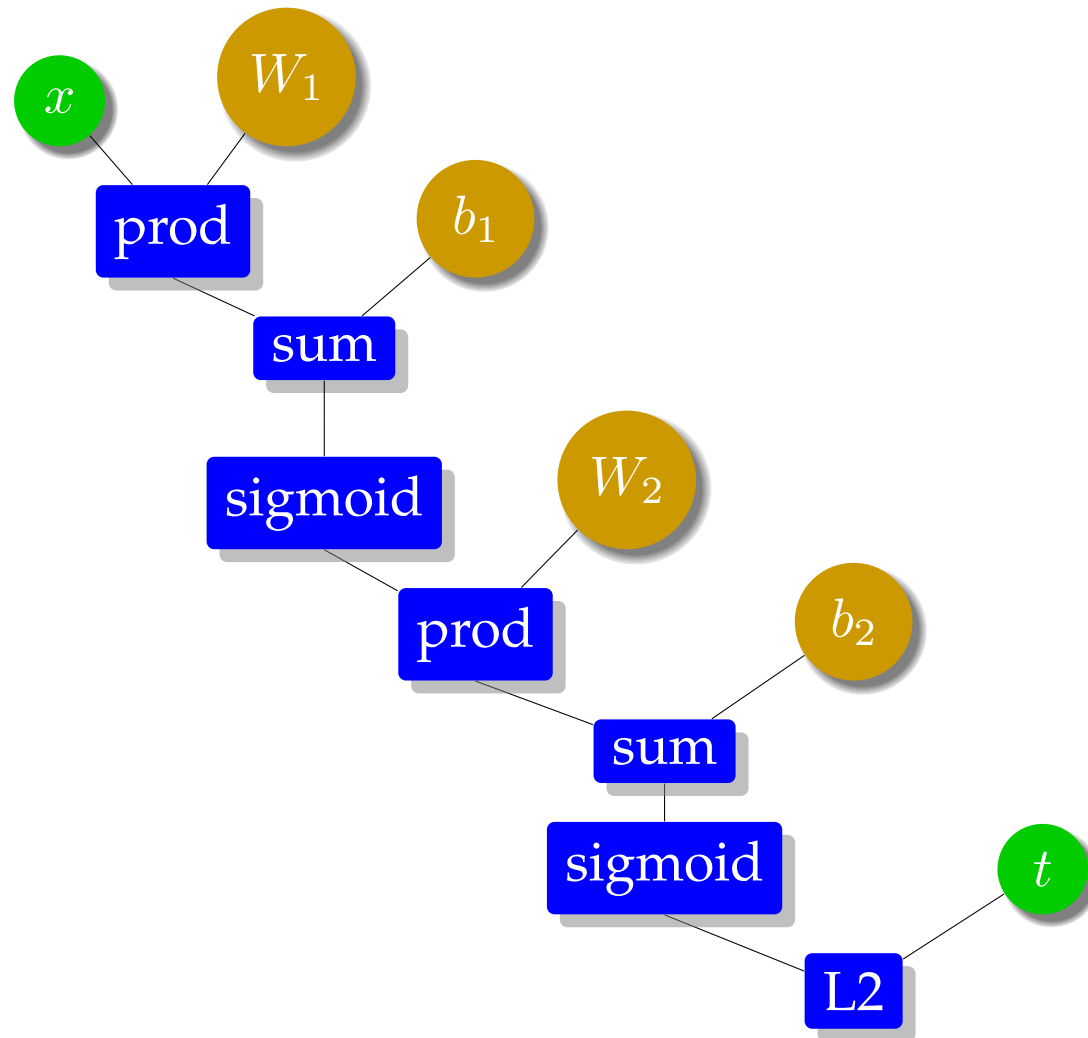 x
W₁
prod
b₁
sum
sigmoid
W₂
prod
b₂
sum
sigmoid
t
L2